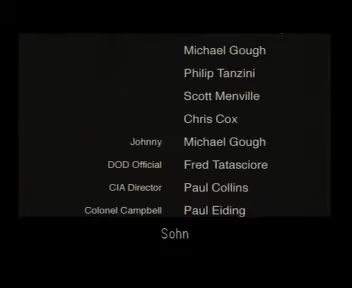 Michael Gough
Philip Tanzini
Scott Menville
Chris Cox
Johnny Michael Gough
DOD Official Fred Tatasciore
CIA Director Paul Collins
Colonel Campbell Paul Eiding
Sohn